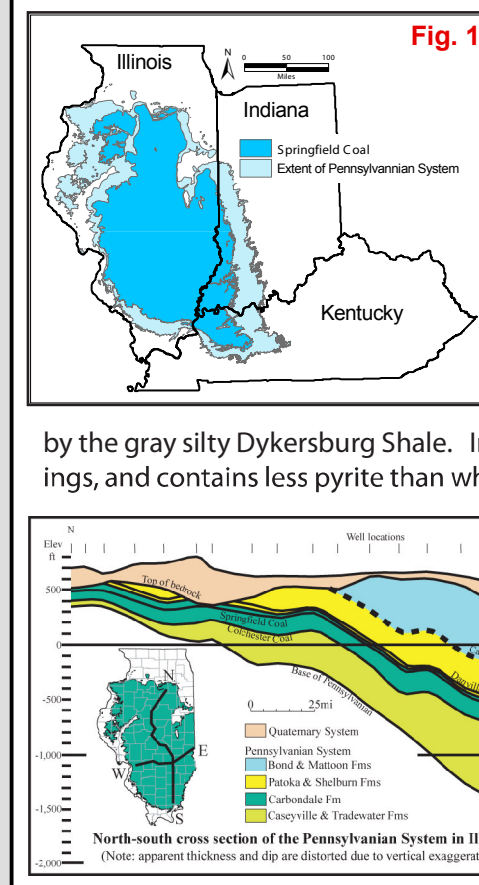 Fig. 1
Illinois
N
0 50 100
Miles
Indiana
Springfield Coal
Extent of Pennsylvannian System
Kentucky
by the gray silty Dykersburg Shale. I
ings, and contains less pyrite than wh
N
Elev
ft
Well locations
500
0
-500
-1,000
-1,500
-2,000
Top of bedrock
Springfield Coal
Colchester Coal
Base of Pennsylvanian
Danvill
Ca
N
E
W
S
0 25mi
Quaternary System
Pennsylvanian System
Bond & Mattoon Fms
Patoka & Shelburn Fms
Carbondale Fm
Caseyville & Tradewater Fms
North-south cross section of the Pennsylvanian System in Il
(Note: apparent thickness and dip are distorted due to vertical exaggerat